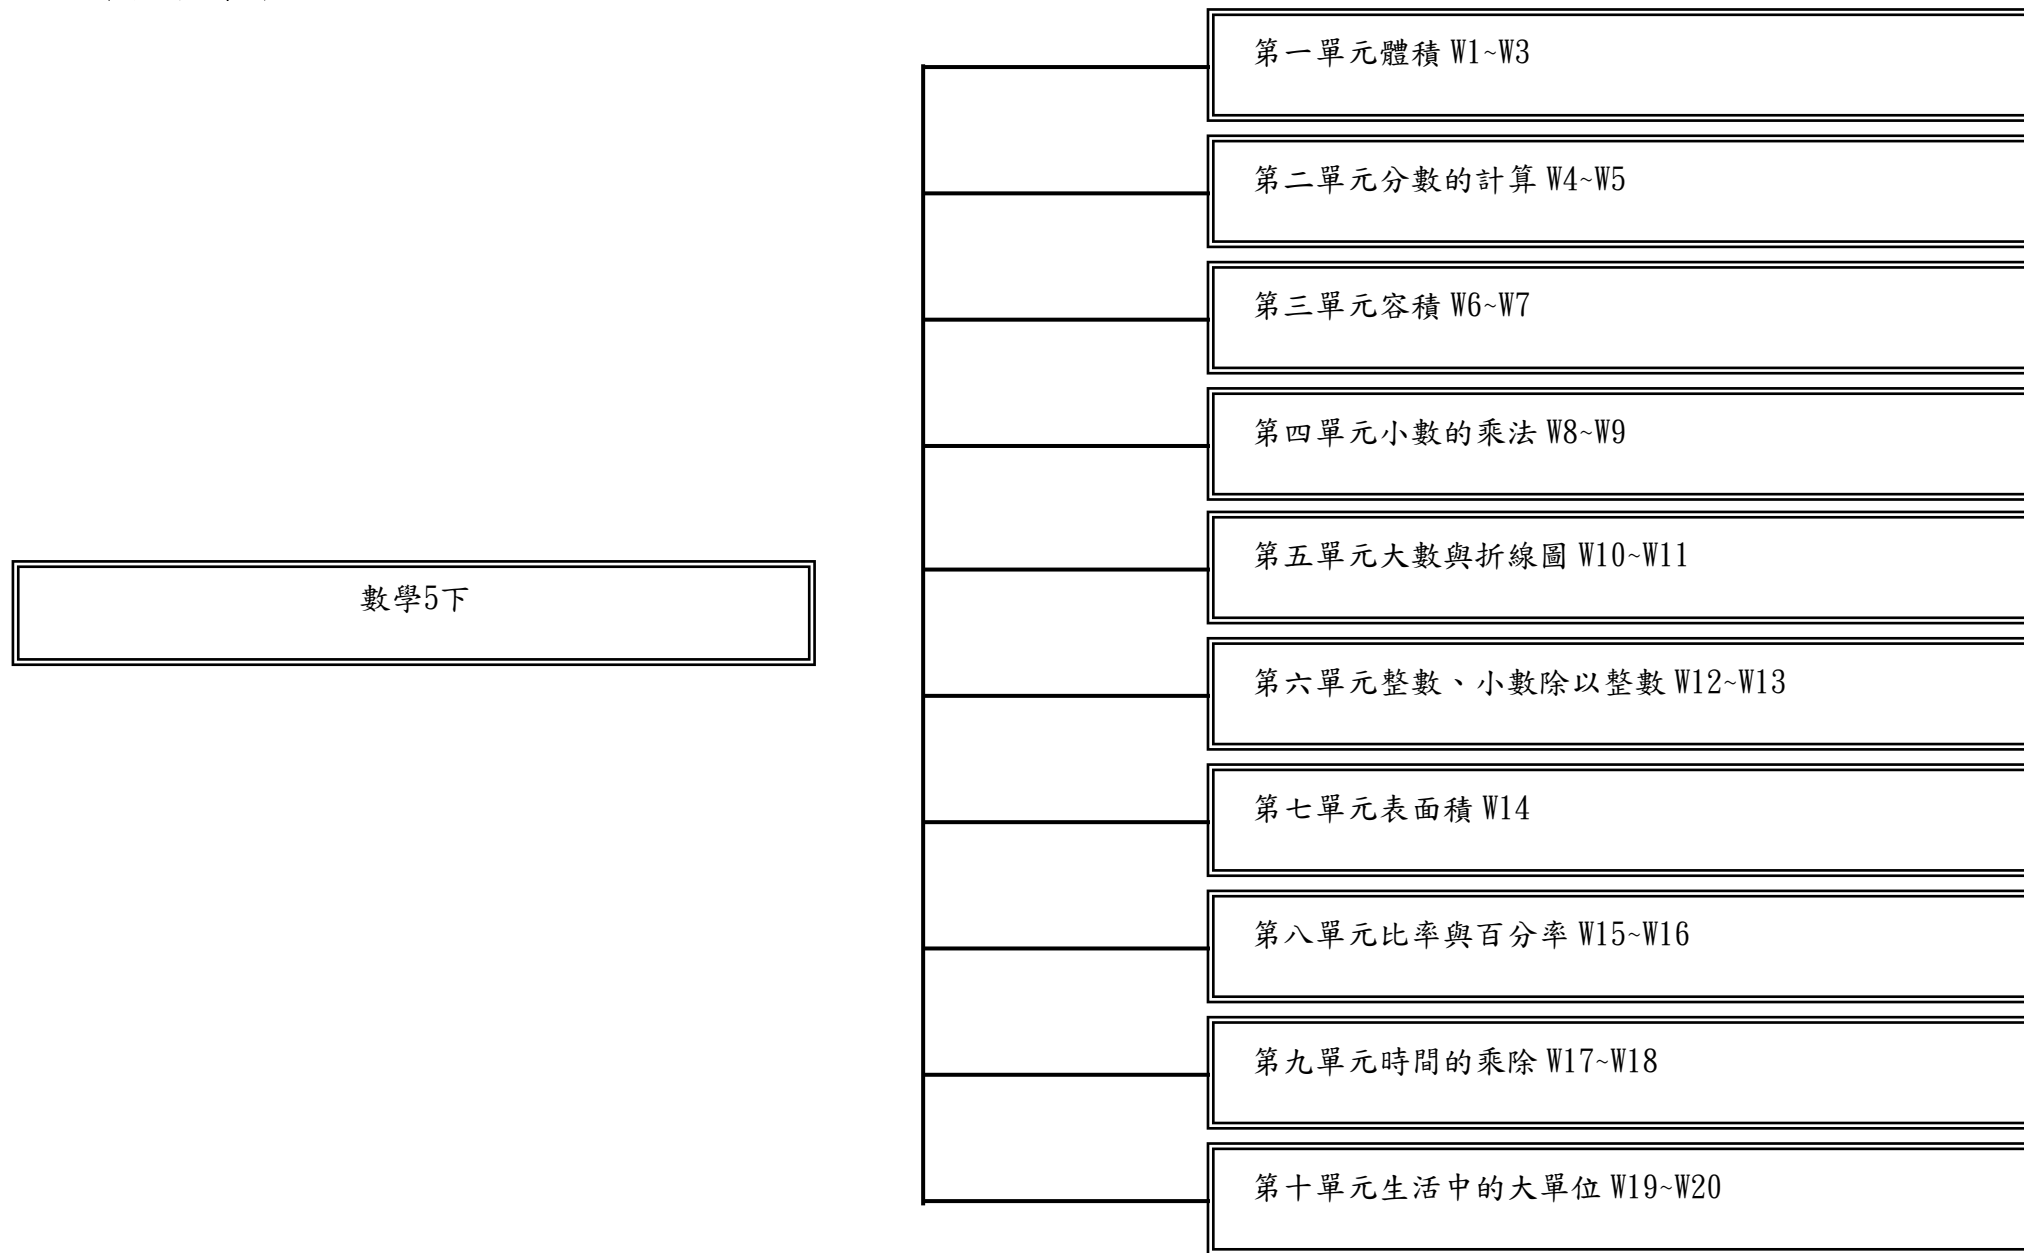 數學5下
第一單元體積 W1~W3
第二單元分數的計算 W4~W5
第三單元容積 W6~W7
第四單元小數的乘法 W8~W9
第五單元大數與折線圖 W10~W11
第六單元整數、小數除以整數 W12~W13
第七單元表面積 W14
第八單元比率與百分率 W15~W16
第九單元時間的乘除 W17~W18
第十單元生活中的大單位 W19~W20